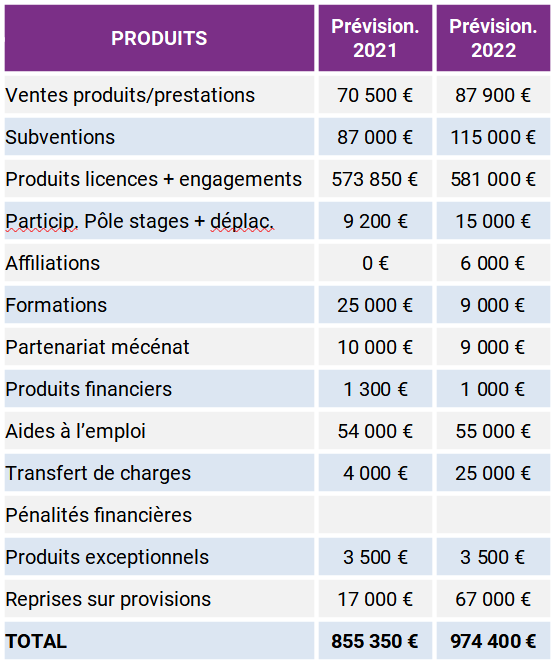 PRODUITS Prévision. 2021 Prévision. 2022
Ventes produits/prestations 70 500 € 87 900 €
Subventions 87 000 € 115 000 €
Produits licences + engagements 573 850 € 581 000 €
Particip. Pôle stages + déplac. 9 200 € 15 000 €
Affiliations 0 € 6 000 €
Formations 25 000 € 9 000 €
Partenariat mécénat 10 000 € 9 000 €
Produits financiers 1 300 € 1 000 €
Aides à l’emploi 54 000 € 55 000 €
Transfert de charges 4 000 € 25 000 €
Pénalités financières
Produits exceptionnels 3 500 € 3 500 €
Reprises sur provisions 17 000 € 67 000 €
TOTAL 855 350 € 974 400 €